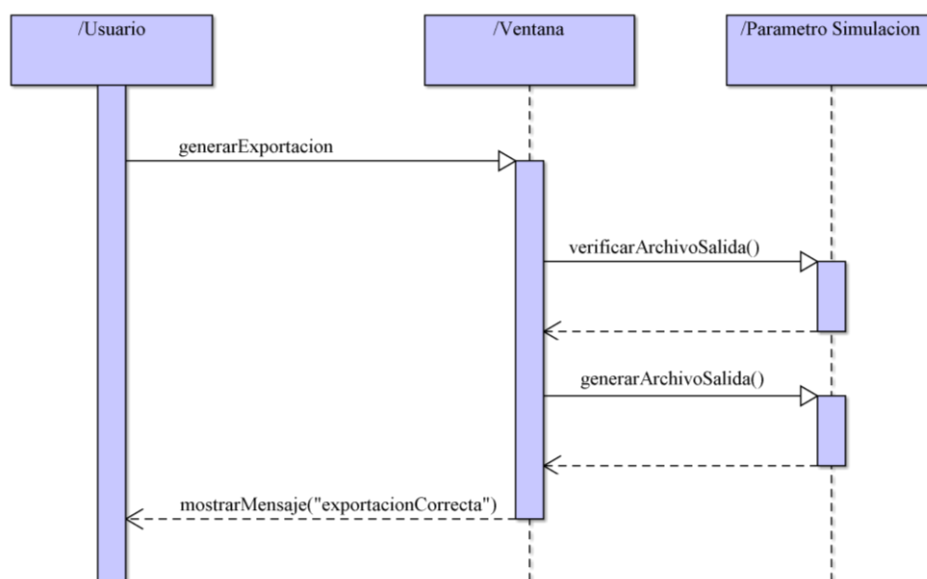 /Usuario
/Ventana
/Parametro Simulacion
generarExportacion
verificarArchivoSalida()
generarArchivoSalida()
mostrarMensaje("exportacionCorrecta")